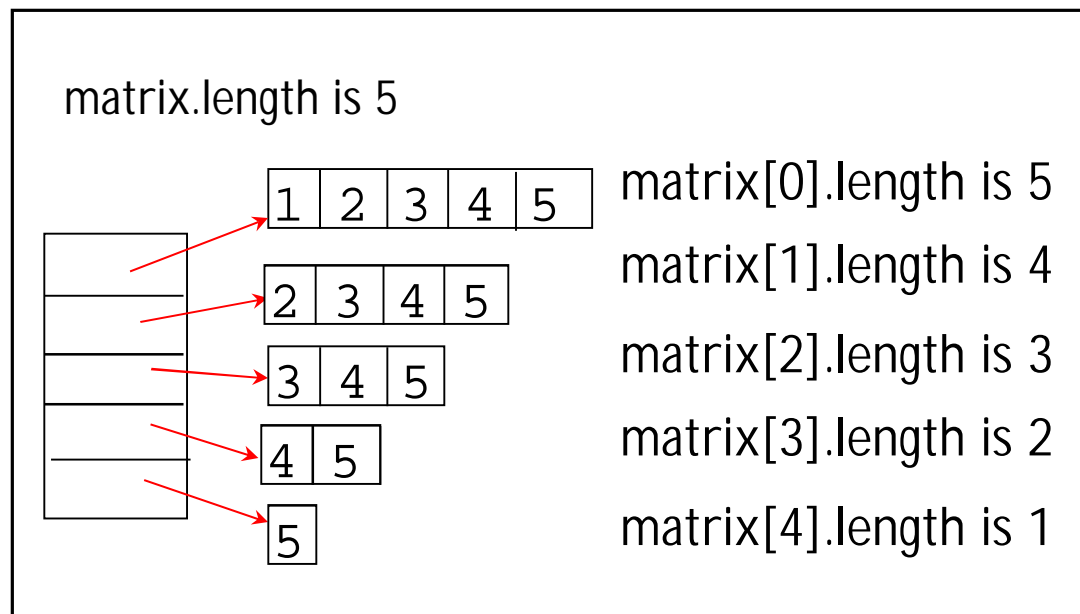 matrix.length is 5
1 2 3 4 5 matrix[0].length is 5
2 3 4 5 matrix[1].length is 4
3 4 5 matrix[2].length is 3
4 5 matrix[3].length is 2
5 matrix[4].length is 1